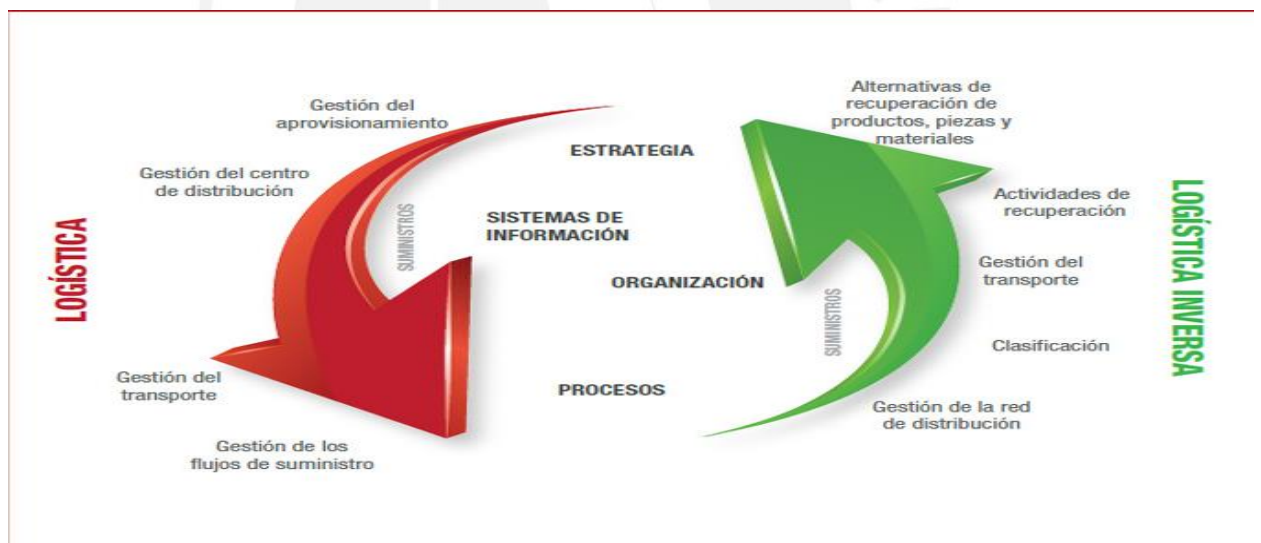 LOGÍSTICA
Gestión del
aprovisionamiento
Gestión del centro
de distribución
SUMINISTROS
Gestión del
transporte
Gestión de los
flujos de suministro
ESTRATEGIA
SISTEMAS DE
INFORMACIÓN
ORGANIZACIÓN
PROCESOS
Alternativas de
recuperación de
productos, piezas y
materiales
Actividades de
recuperación
Gestión del
transporte
SUMINISTROS
Clasificación
Gestión de la red
de distribución
LOGÍSTICA INVERSA